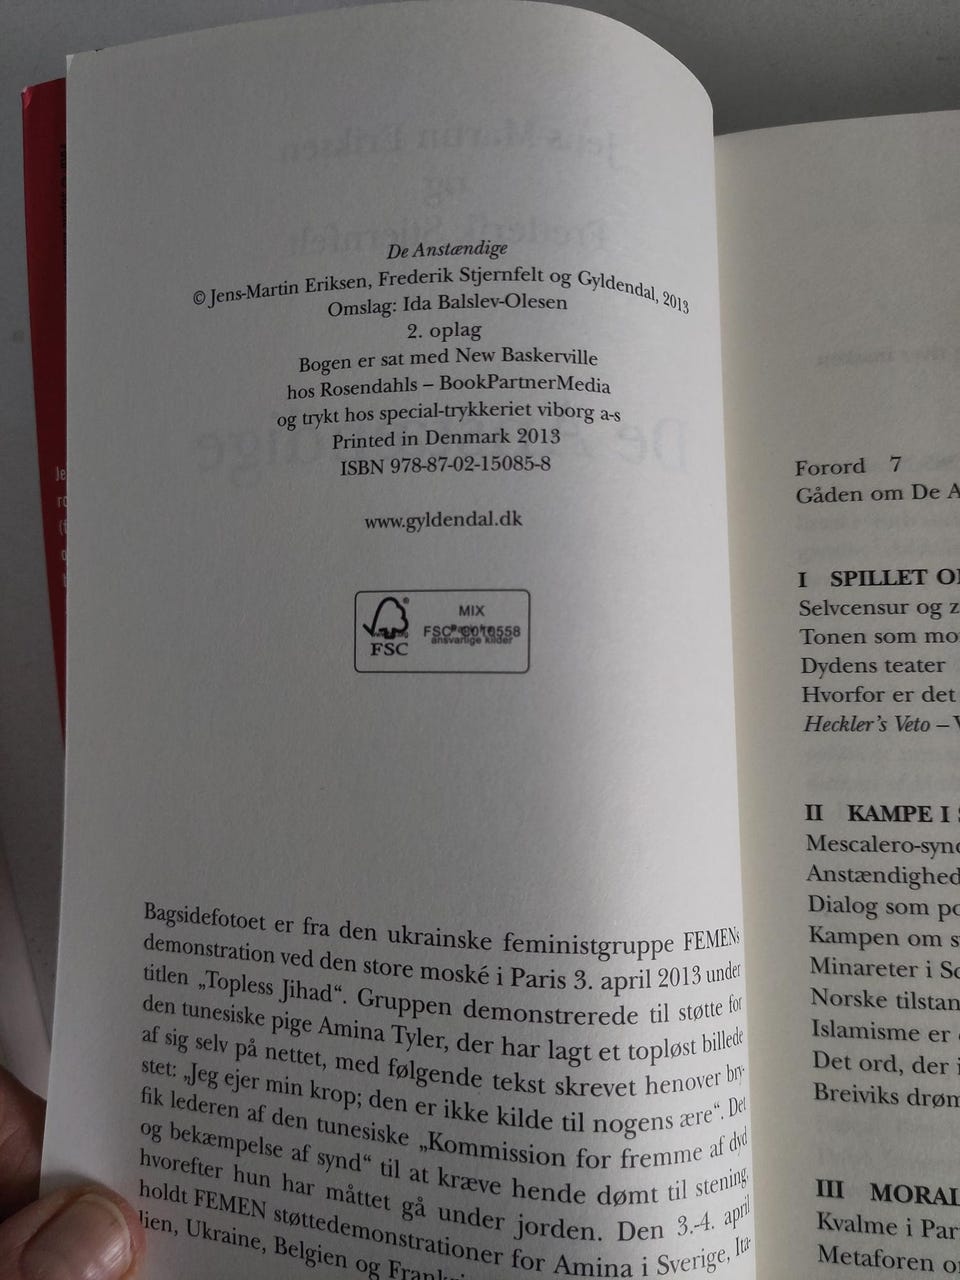 De Anstændige
© Jens-Martin Eriksen, Frederik Stjernfelt og Gyldendal, 2013
Omslag: Ida Balslev-Olesen
2. oplag
Bogen er sat med New Baskerville
hos Rosendahls – BookPartnerMedia
og trykt hos special-trykkeriet viborg a-s
Printed in Denmark 2013
ISBN 978-87-02-15085-8
www.gyldendal.dk
FSC
MIX
FSC® C010558
ansvarlige kilder
Bagsidefotoet er fra den ukrainske feministgruppe FEMENs
demonstration ved den store moské i Paris 3. april 2013 under
titlen „Topless Jihad“. Gruppen demonstrerede til støtte for
den tunesiske pige Amina Tyler, der har lagt et topløst billede
af sig selv på nettet, med følgende tekst skrevet henover bry-
stet: „Jeg ejer min krop; den er ikke kilde til nogens ære“. Det
fik lederen af den tunesiske „Kommission for fremme af dyd
og bekæmpelse af synd“ til at kræve hende dømt til stening,
hvorefter hun har måttet gå under jorden. Den 3.-4. april
holdt FEMEN støttedemonstrationer for Amina i Sverige, Ita-
lien, Ukraine, Belgien og
Forord 7
Gåden om De A
I SPILLET O
Selvcensur og z
Tonen som mo
Dydens teater
Hvorfor er det
Heckler's Veto –
II KAMPE I
Mescalero-syn
Anstændighed
Dialog som po
Kampen om s
Minareter i Sc
Norske tilstan
Islamisme er
Det ord, der i
Breiviks drøm
III MORAL
Kvalme i Par
Metaforen o